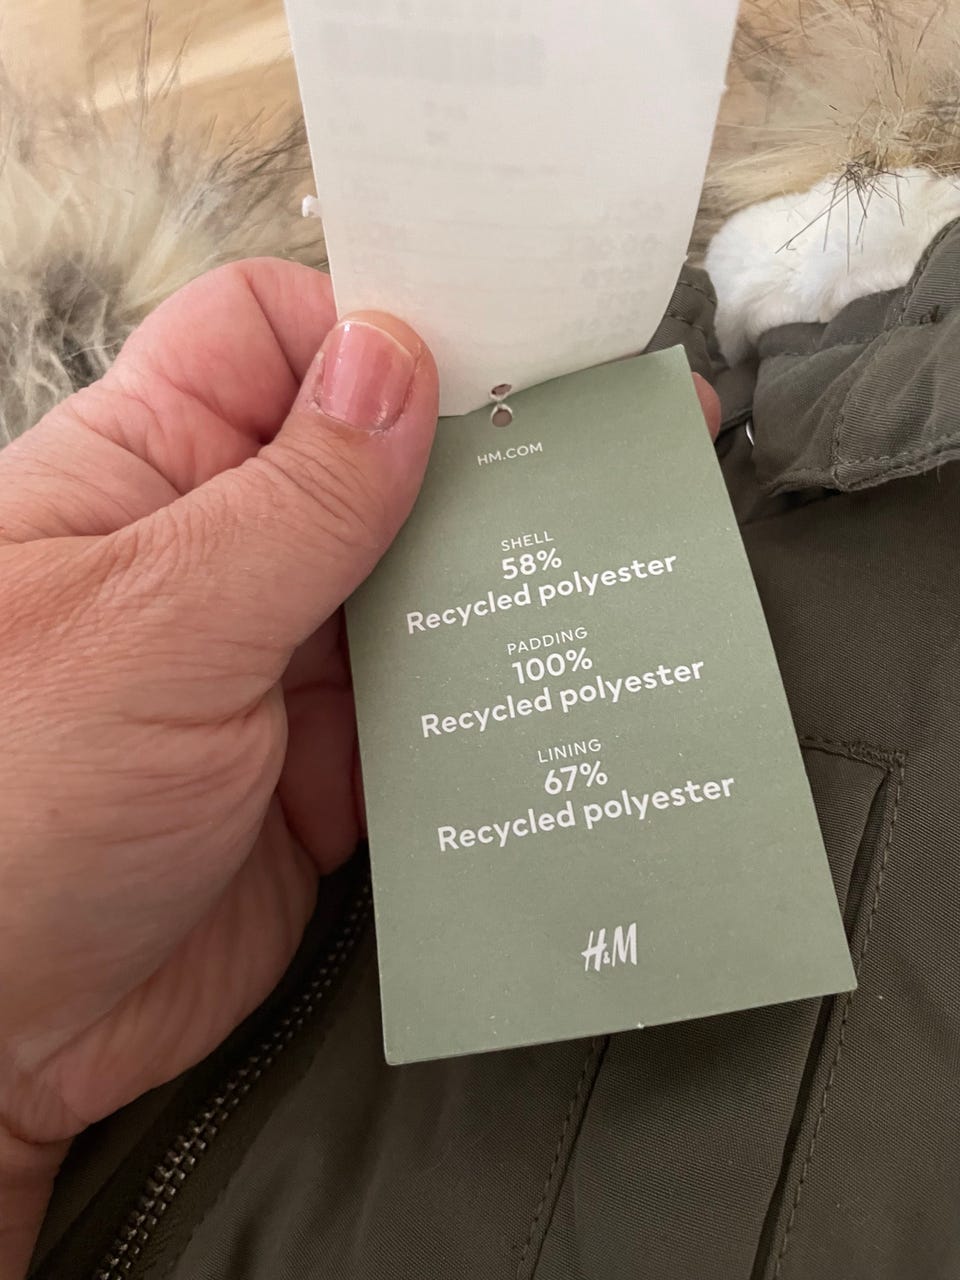 HM.COM
SHELL
58%
Recycled polyester
PADDING
100%
Recycled polyester
LINING
67%
Recycled polyester
H&M